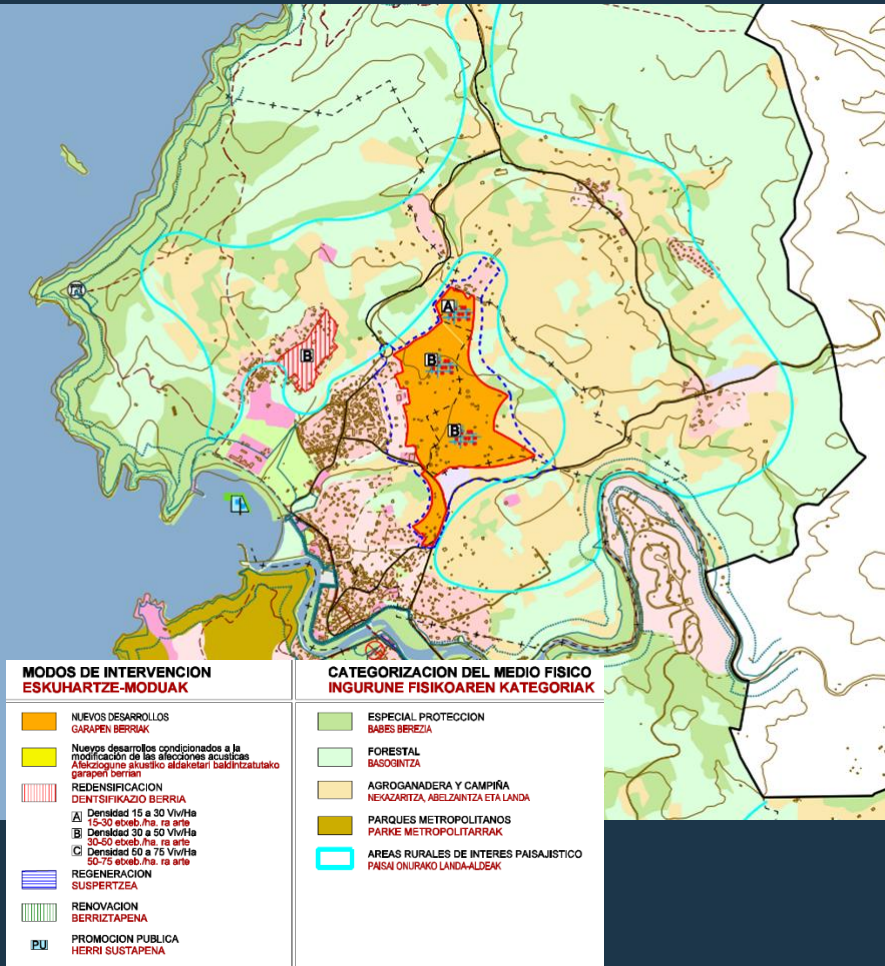 A
B
B
B
MODOS DE INTERVENCIÓN
ESKUHARTZE-MODUAK
NUEVOS DESARROLLOS
GARAPEN BERRIAK
Nuevos desarrollos condicionados a la
modificación de las afecciones acusticas
Afekziogune akustiko aldaketari baldintzatutako
garapen berrian
REDENSIFICACION
DENTSIFIKAZIO BERRIA
A Densidad 15 a 30 Viv/Ha
15-30 etxeb./ha. ra arte
B Densidad 30 a 50 Viv/Ha
30-50 etxeb./ha. ra arte
C Densidad 50 a 75 Viv/Ha
50-75 etxeb./ha. ra arte
REGENERACION
SUSPERTZEA
RENOVACION
BERRIZTAPENA
PU PROMOCION PUBLICA
HERRI SUSTAPENA
CATEGORIZACION DEL MEDIO FISICO
INGURUNE FISIKOAREN KATEGORIAK
ESPECIAL PROTECCION
BABES BEREZIA
FORESTAL
BASOGINTZA
AGROGANADERA Y CAMPIÑA
NEKAZARITZA, ABELZAINTZA ETA LANDA
PARQUES METROPOLITANOS
PARKE METROPOLITARRAK
AREAS RURALES DE INTERES PAISAJISTICO
PAISAI ONURAKO LANDA-ALDEAK